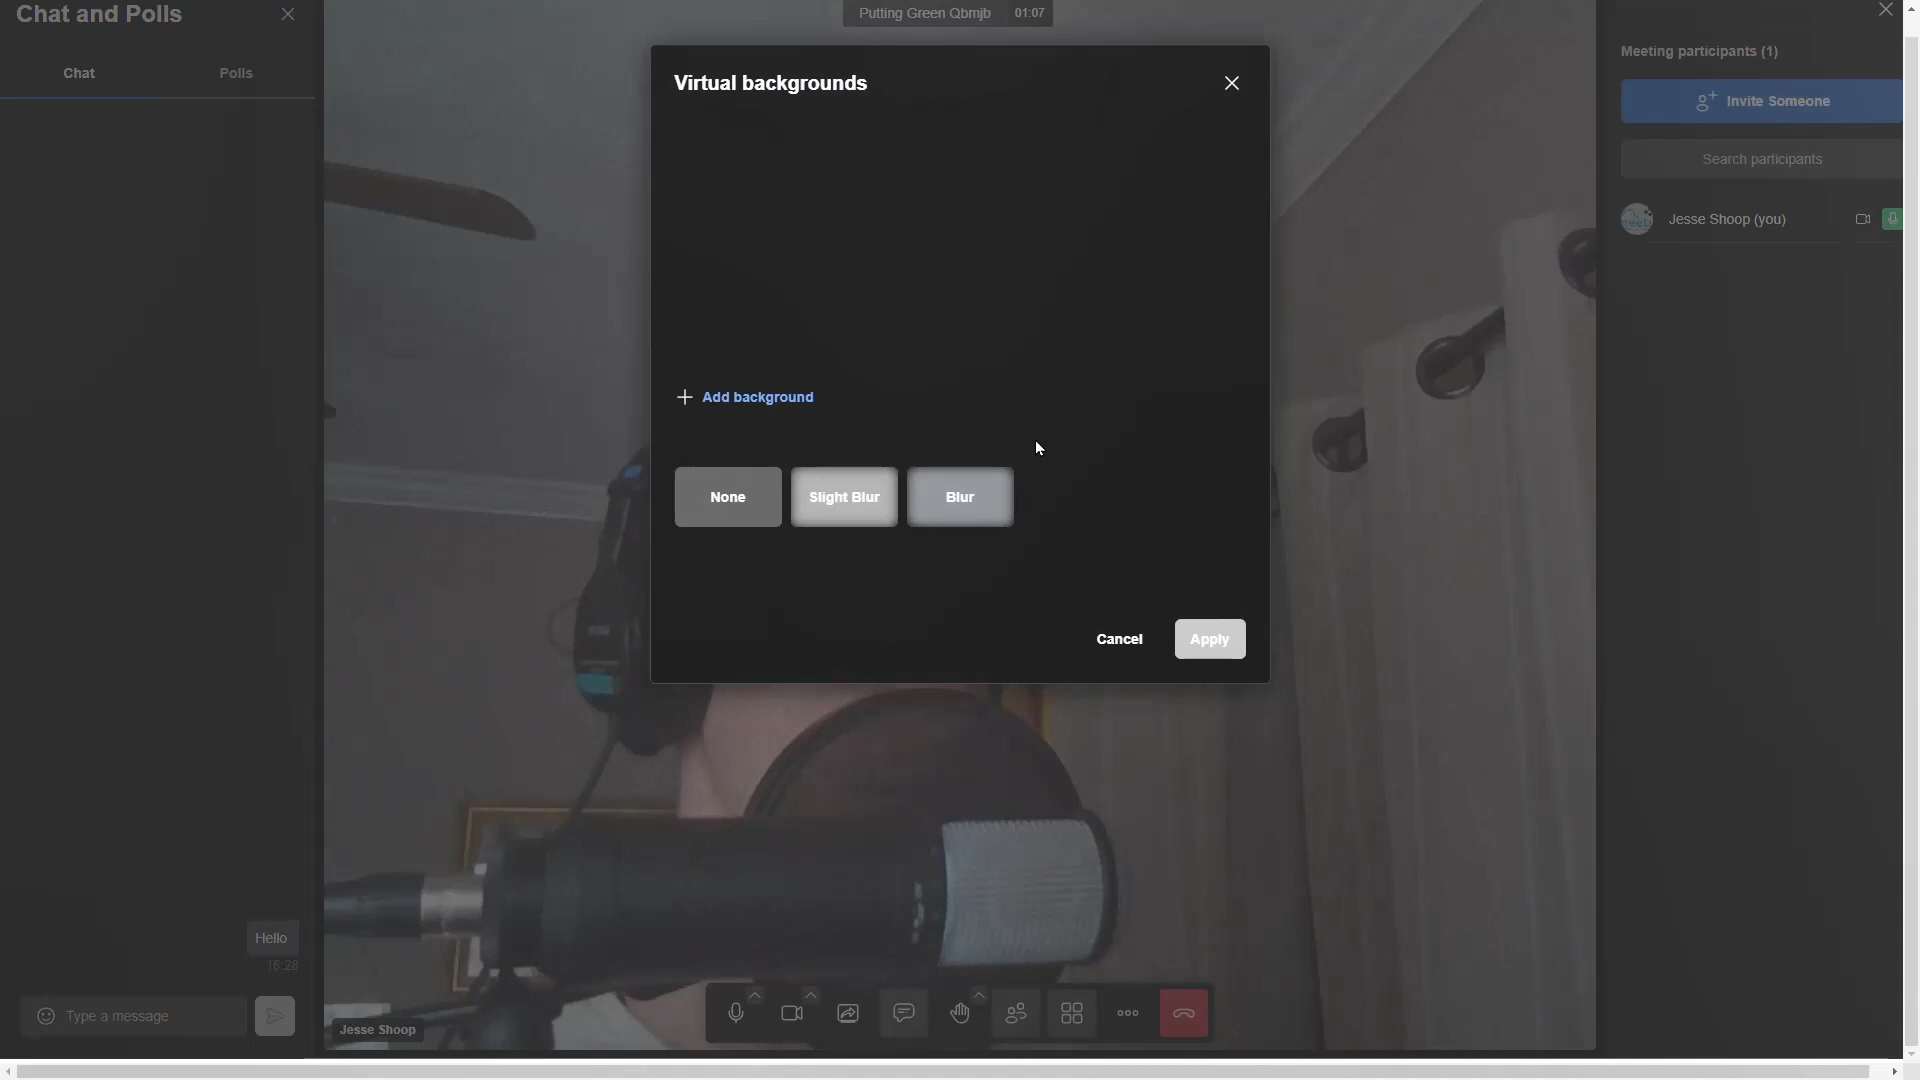 Chat and Polls
Chat
Polls
Hello
16:28
Type a message
Putting Green Qbmjb
01:07
Virtual backgrounds
Add background
None
Slight Blur
Blur
Cancel
Apply
Jesse Shoop
Meeting participants (1)
Invite Someone
Search participants
Jesse Shoop (you)